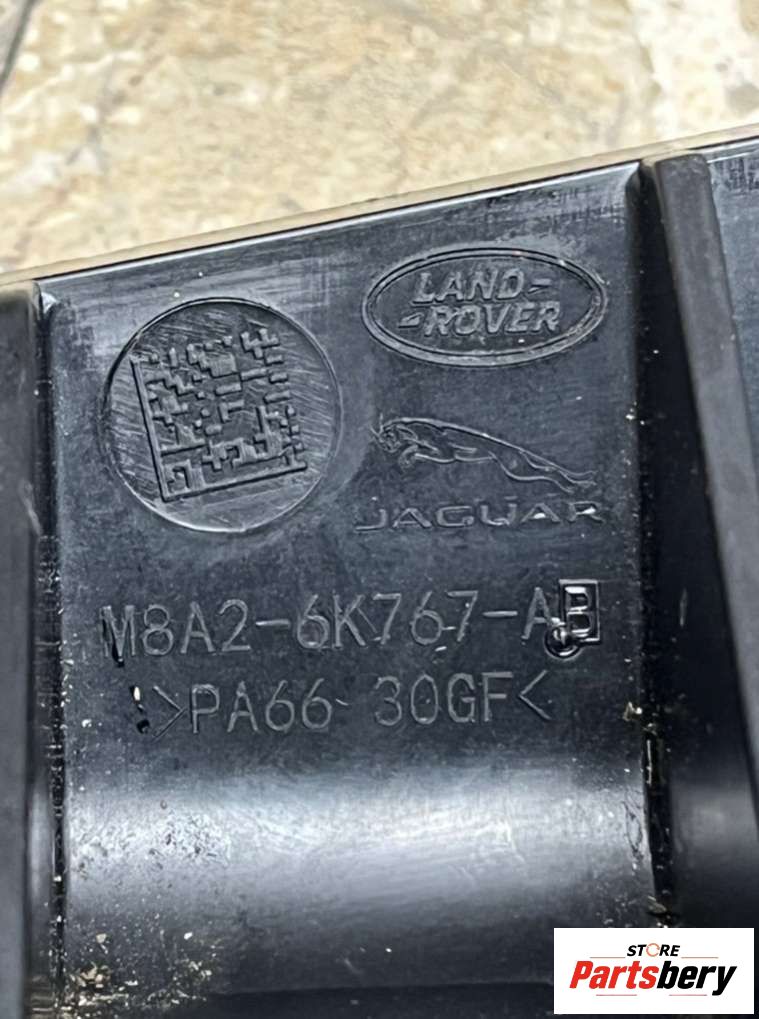 LAND-
-ROVER
JAGUAR
M8A2-6K767-AB
>PA66 30GF<
STORE
Partsbery